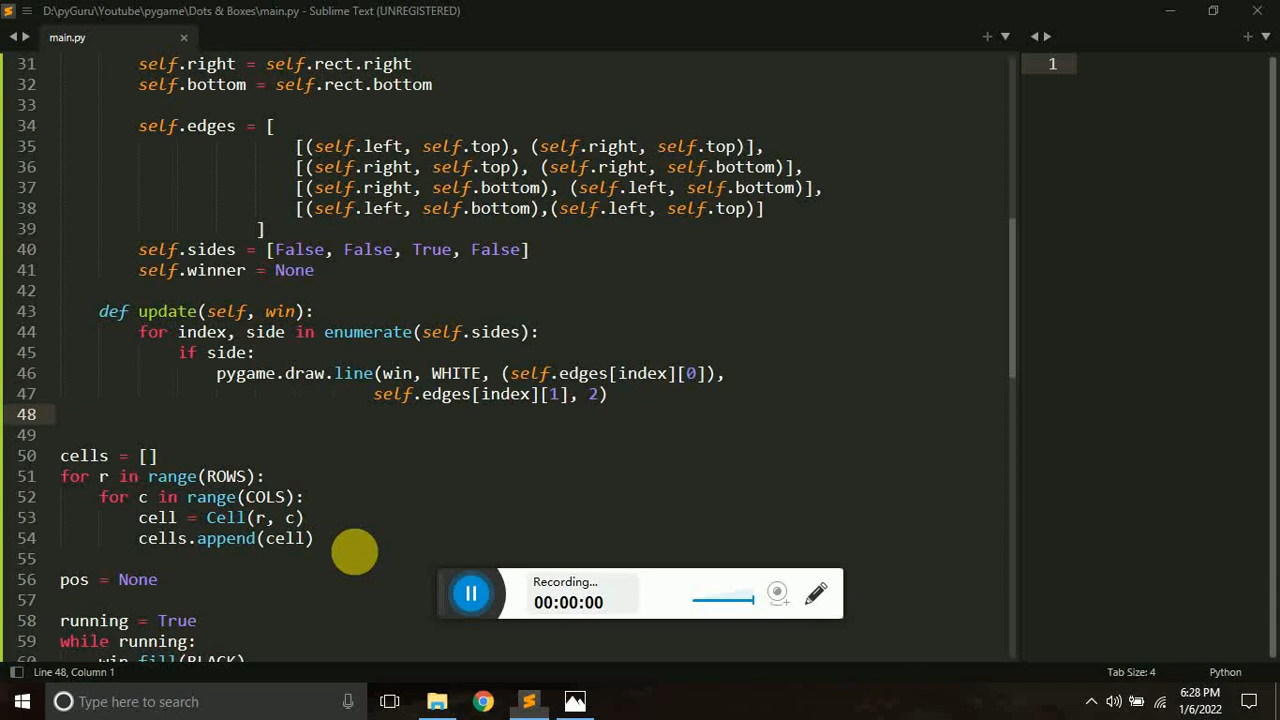 D:\pyGuru\Youtube\pygame\Dots & Boxes\main.py - Sublime Text (UNREGISTERED)
main.py
31 self.right = self.rect.right
32 self.bottom = self.rect.bottom
33
34 self.edges = [
35 [(self.left, self.top), (self.right, self.top)],
36 [(self.right, self.top), (self.right, self.bottom)],
37 [(self.right, self.bottom), (self.left, self.bottom)],
38 [(self.left, self.bottom),(self.left, self.top)]
39 ]
40 self.sides = [False, False, True, False]
41 self.winner = None
42
43 def update(self, win):
44 for index, side in enumerate(self.sides):
45 if side:
46 pygame.draw.line(win, WHITE, (self.edges[index][0]),
47 self.edges[index][1], 2)
48
49
50 cells = []
51 for r in range(ROWS):
52 for c in range(COLS):
53 cell = Cell(r, c)
54 cells.append(cell)
55
56 pos = None
57
58 running = True
59 while running:
60 win.fill(BLACK)
1
Recording...
00:00:00
Line 48, Column 1
Tab Size: 4
Python
Type here to search
6:28 PM
1/6/2022